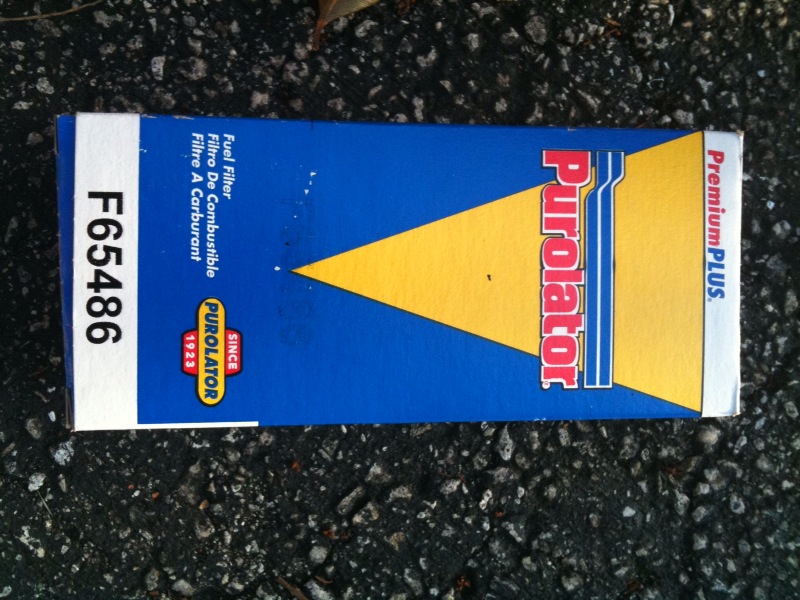 PremiumPLUS®
Purolator®
Fuel Filter
Filtro De Combustible
Filtre A Carburant
SINCE
PUROLATOR
1923
F65486